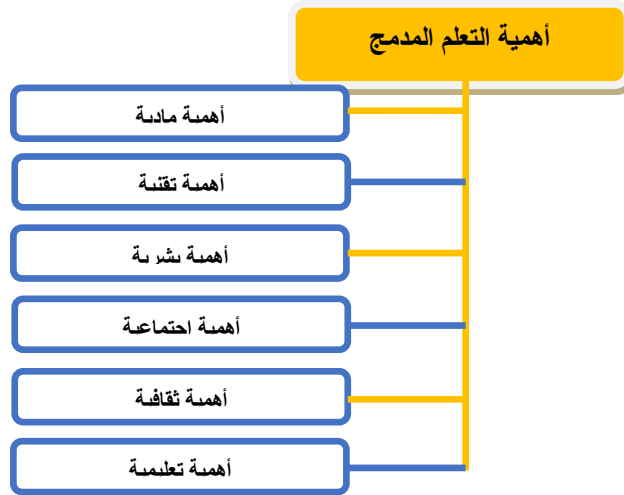 أهمية التعلم المدمج
أهمية مادية
أهمية تقنية
أهمية بشرية
أهمية اجتماعية
أهمية ثقافية
أهمية تعليمية